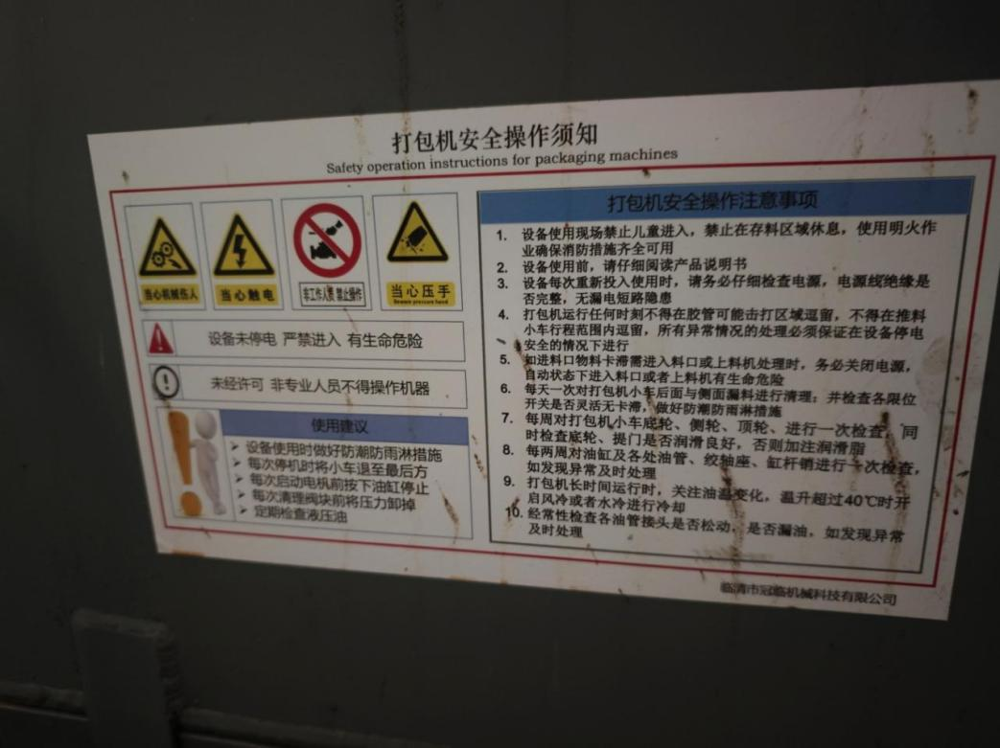 打包机安全操作须知
Safety operation instructions for packaging machines
当心机械伤人
当心触电
非工作人员 禁止操作
当心压手
Beware pressure hand
设备未停电 严禁进入 有生命危险
未经许可 非专业人员不得操作机器
使用建议
设备使用时做好防潮防雨淋措施
每次停机时将小车退至最后方
每次启动电机前按下油缸停止
每次清理阀块前将压力卸掉
定期检查液压油
打包机安全操作注意事项
1. 设备使用现场禁止儿童进入，禁止在存料区域休息，使用明火作
业确保消防措施齐全可用
2. 设备使用前，请仔细阅读产品说明书
3. 设备每次重新投入使用时，请务必仔细检查电源，电源线绝缘是
否完整，无漏电短路隐患
4. 打包机运行任何时刻不得在胶管可能击打区域逗留，不得在推料
小车行程范围内逗留，所有异常情况的处理必须保证在设备停电
安全的情况下进行
5. 如进料口物料卡滞需进入料口或上料机处理时，务必关闭电源，
自动状态下进入料口或者上料机有生命危险
6. 每天一次对打包机小车后面与侧面漏料进行清理；并检查各限位
开关是否灵活无卡滞，做好防潮防雨淋措施
7. 每周对打包机小车底轮、侧轮、顶轮、进行一次检查，同
时检查底轮、提门是否润滑良好，否则加注润滑脂
8. 每两周对油缸及各处油管、绞轴座、缸杆销进行一次检查，
如发现异常及时处理
9. 打包机长时间运行时，关注油温变化，温升超过40℃时开
启风冷或者水冷进行冷却
10. 经常性检查各油管接头是否松动，是否漏油，如发现异常
及时处理
临清市冠临机械科技有限公司